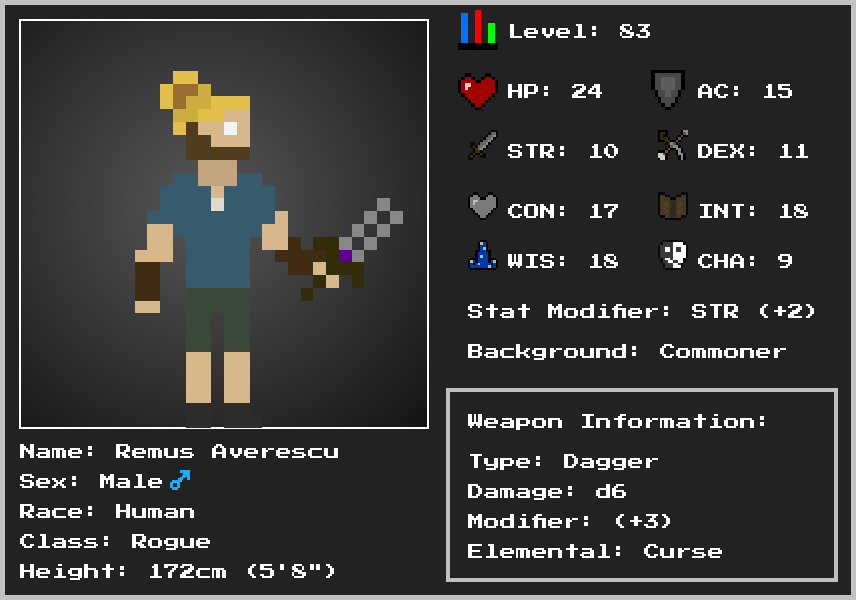 Level: 83
HP: 24 AC: 15
STR: 10 DEX: 11
CON: 17 INT: 18
WIS: 18 CHA: 9
Stat Modifier: STR (+2)
Background: Commoner
Weapon Information:
Type: Dagger
Damage: d6
Modifier: (+3)
Elemental: Curse
Name: Remus Averescu
Sex: Male ♂
Race: Human
Class: Rogue
Height: 172cm (5'8")